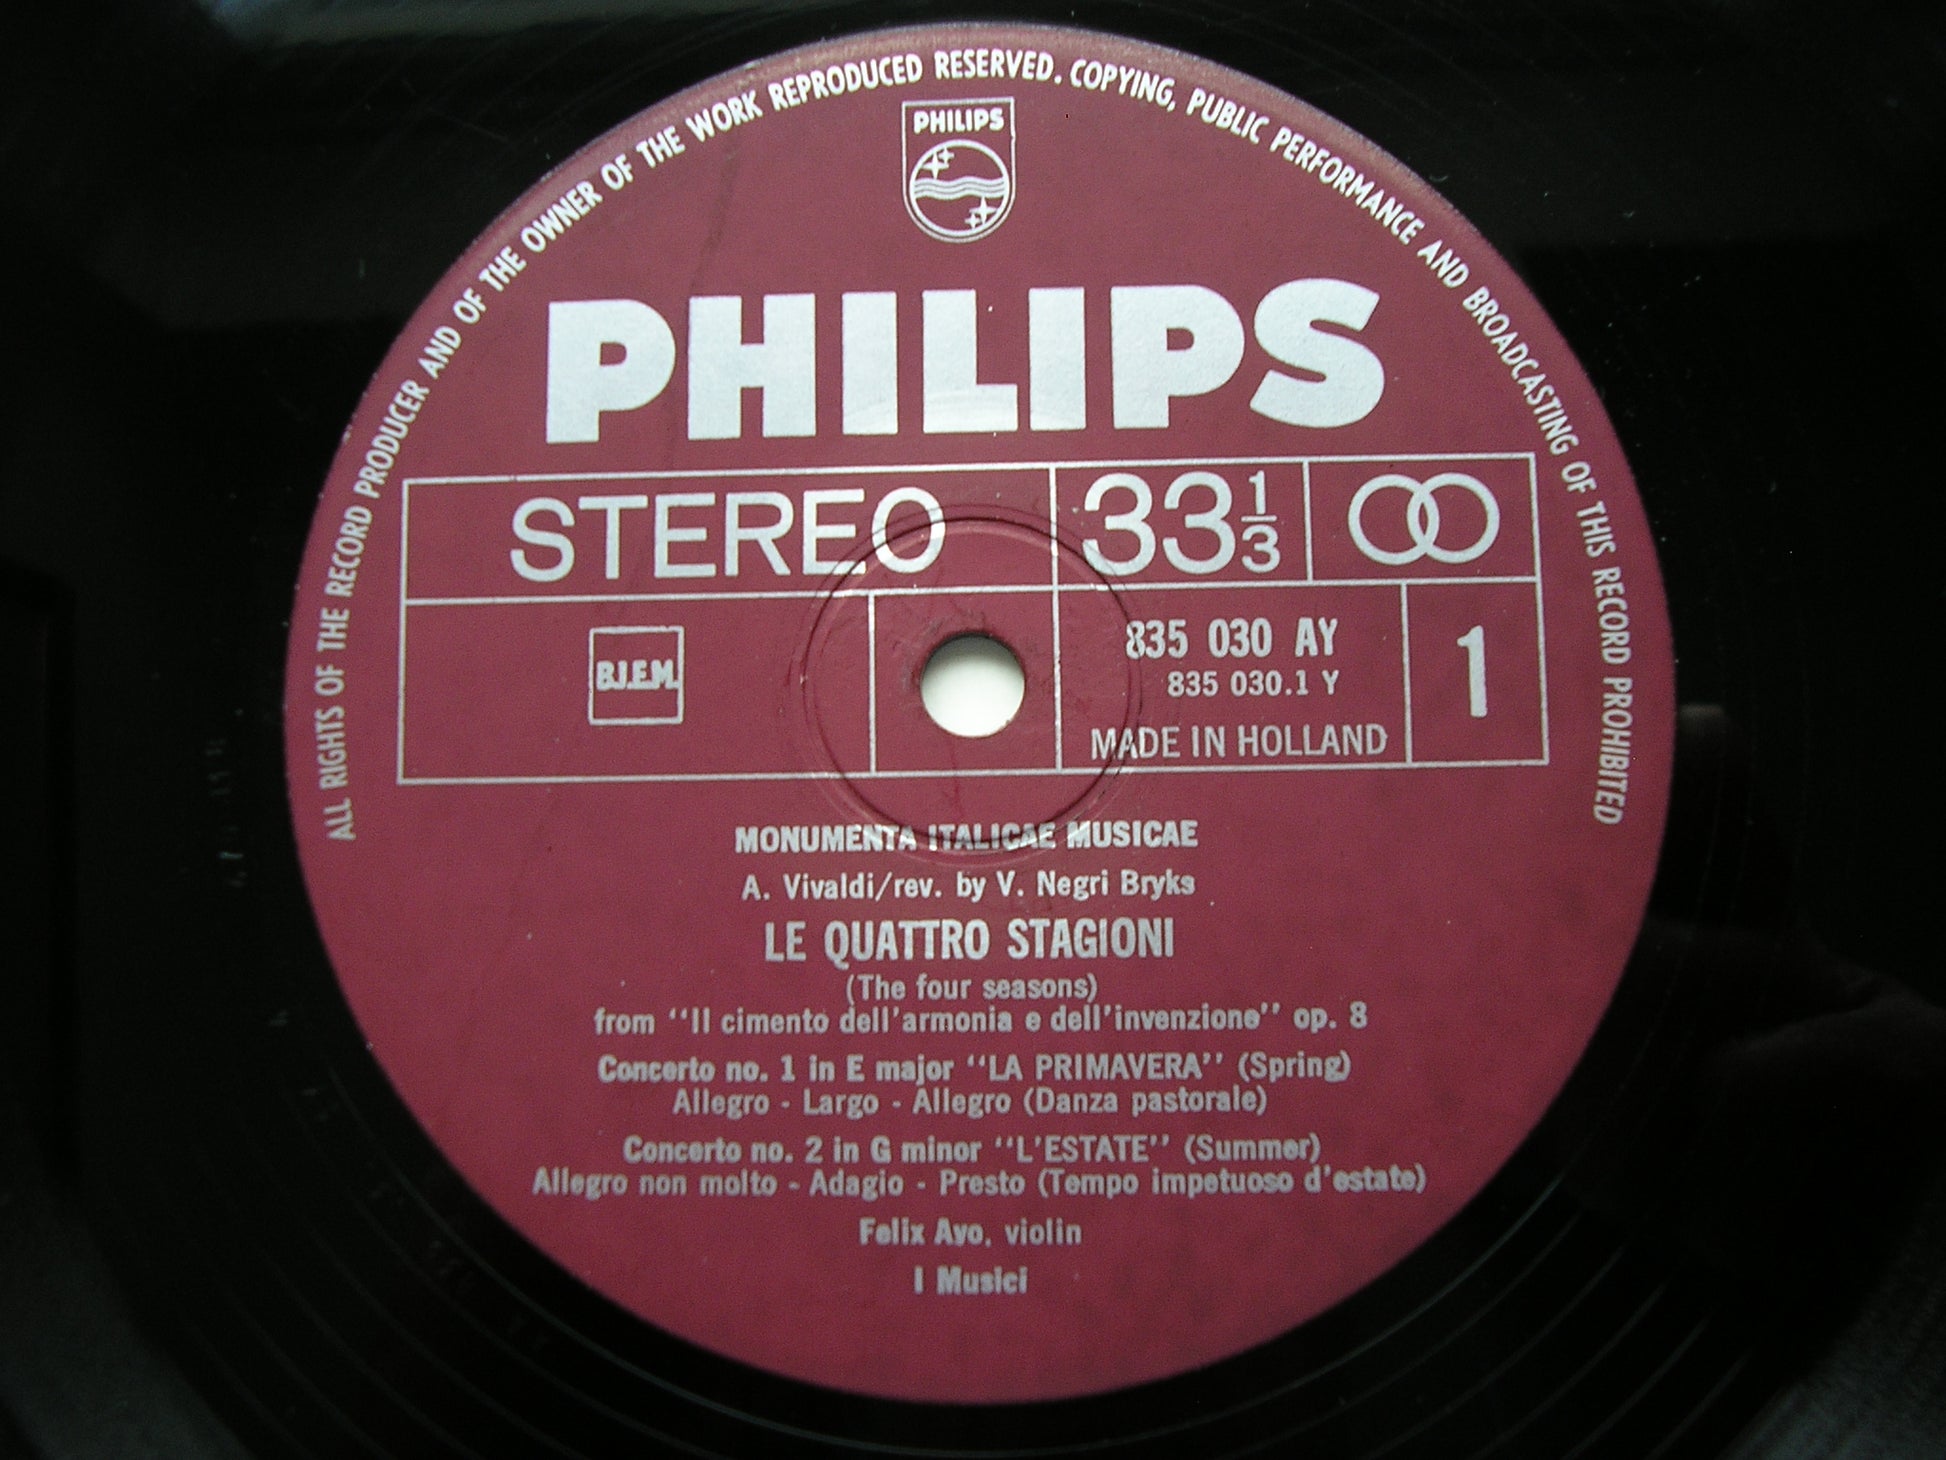 ALL RIGHTS OF THE RECORD PRODUCER AND OF THE OWNER OF THE WORK REPRODUCED RESERVED. COPYING, PUBLIC PERFORMANCE AND BROADCASTING OF THIS RECORD PROHIBITED
PHILIPS
PHILIPS
STEREO
33 1/3
B.I.E.M.
835 030 AY
835 030.1 Y
MADE IN HOLLAND
1
MONUMENTA ITALICAE MUSICAE
A. Vivaldi/rev. by V. Negri Bryks
LE QUATTRO STAGIONI
(The four seasons)
from "Il cimento dell'armonia e dell'invenzione" op. 8
Concerto no. 1 in E major "LA PRIMAVERA" (Spring)
Allegro - Largo - Allegro (Danza pastorale)
Concerto no. 2 in G minor "L'ESTATE" (Summer)
Allegro non molto - Adagio - Presto (Tempo impetuoso d'estate)
Felix Ayo, violin
I Musici